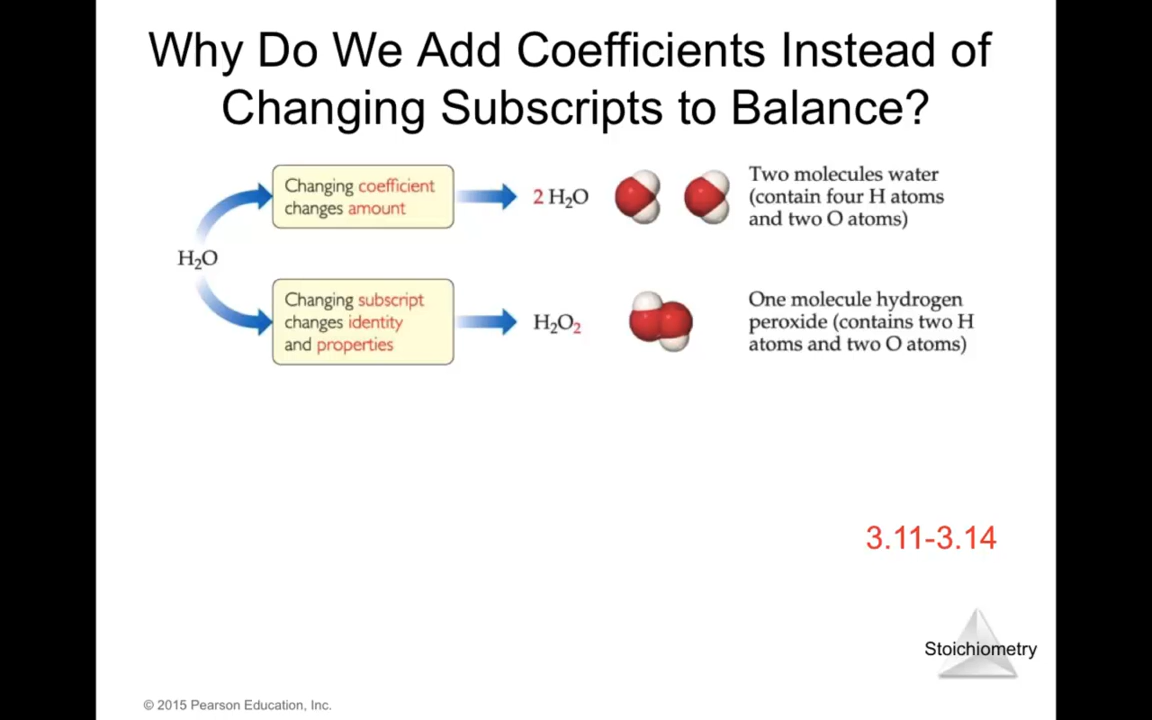 Why Do We Add Coefficients Instead of
Changing Subscripts to Balance?
H₂O
Changing coefficient
changes amount
2 H₂O
Two molecules water
(contain four H atoms
and two O atoms)
Changing subscript
changes identity
and properties
H₂O₂
One molecule hydrogen
peroxide (contains two H
atoms and two O atoms)
3.11-3.14
Stoichiometry
© 2015 Pearson Education, Inc.